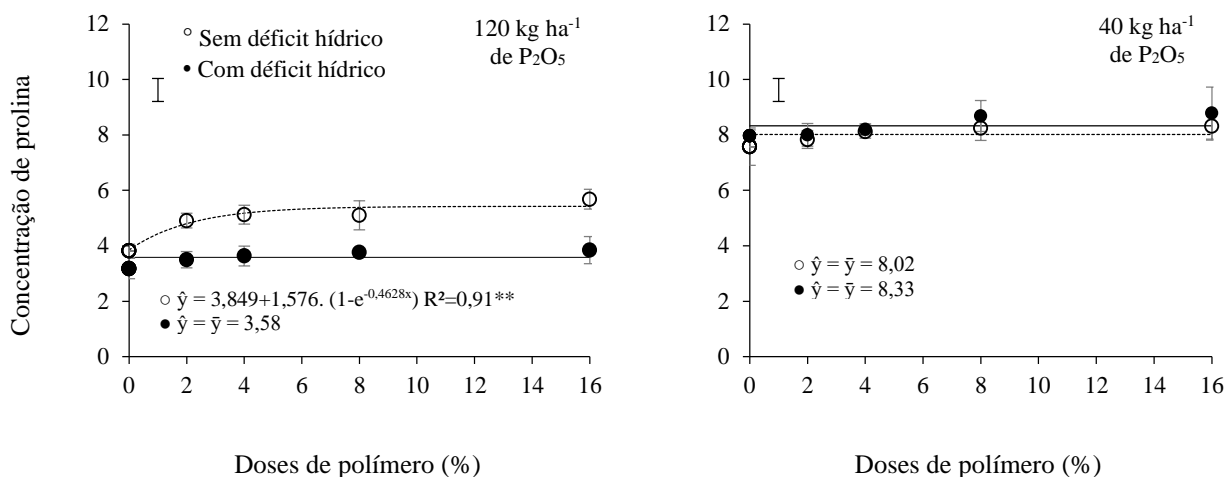 Concentração de prolina
12
10
8
6
4
2
0
○ Sem déficit hídrico
● Com déficit hídrico
120 kg ha⁻¹
de P₂O₅
○ ŷ = 3,849+1,576. (1-e⁻⁰,⁴⁶²⁸ˣ) R²=0,91**
● ŷ = ȳ = 3,58
0 2 4 6 8 10 12 14 16
Doses de polímero (%)
12
10
8
6
4
2
0
40 kg ha⁻¹
de P₂O₅
○ ŷ = ȳ = 8,02
● ŷ = ȳ = 8,33
0 2 4 6 8 10 12 14 16
Doses de polímero (%)